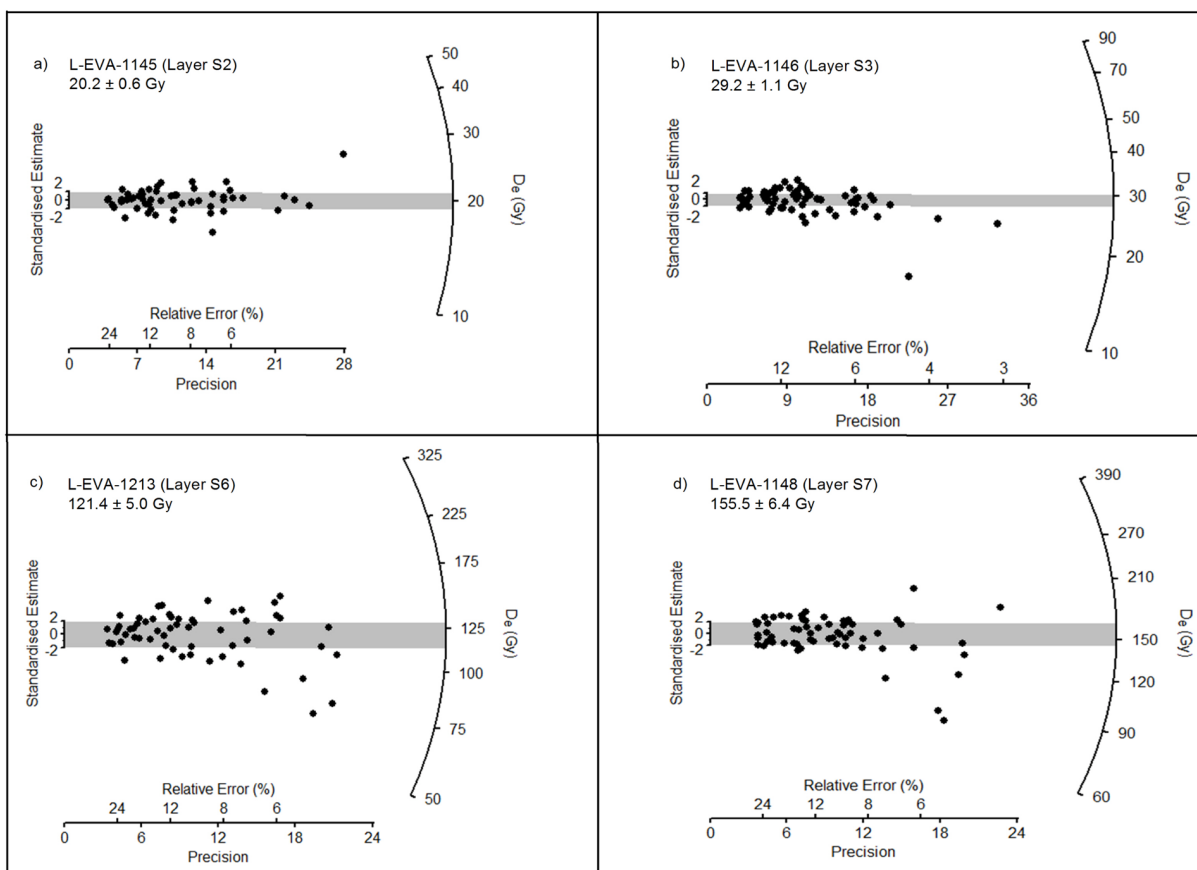 a) L-EVA-1145 (Layer S2)
20.2 ± 0.6 Gy
50
40
30
20
10
De (Gy)
Standardised Estimate
2
0
-2
Relative Error (%)
24 12 8 6
0 7 14 21 28
Precision
b) L-EVA-1146 (Layer S3)
29.2 ± 1.1 Gy
90
70
50
40
30
20
10
De (Gy)
Standardised Estimate
2
0
-2
Relative Error (%)
12 6 4 3
0 9 18 27 36
Precision
c) L-EVA-1213 (Layer S6)
121.4 ± 5.0 Gy
325
225
175
125
100
75
50
De (Gy)
Standardised Estimate
2
0
-2
Relative Error (%)
24 12 8 6
0 6 12 18 24
Precision
d) L-EVA-1148 (Layer S7)
155.5 ± 6.4 Gy
390
270
210
150
120
90
60
De (Gy)
Standardised Estimate
2
0
-2
Relative Error (%)
24 12 8 6
0 6 12 18 24
Precision